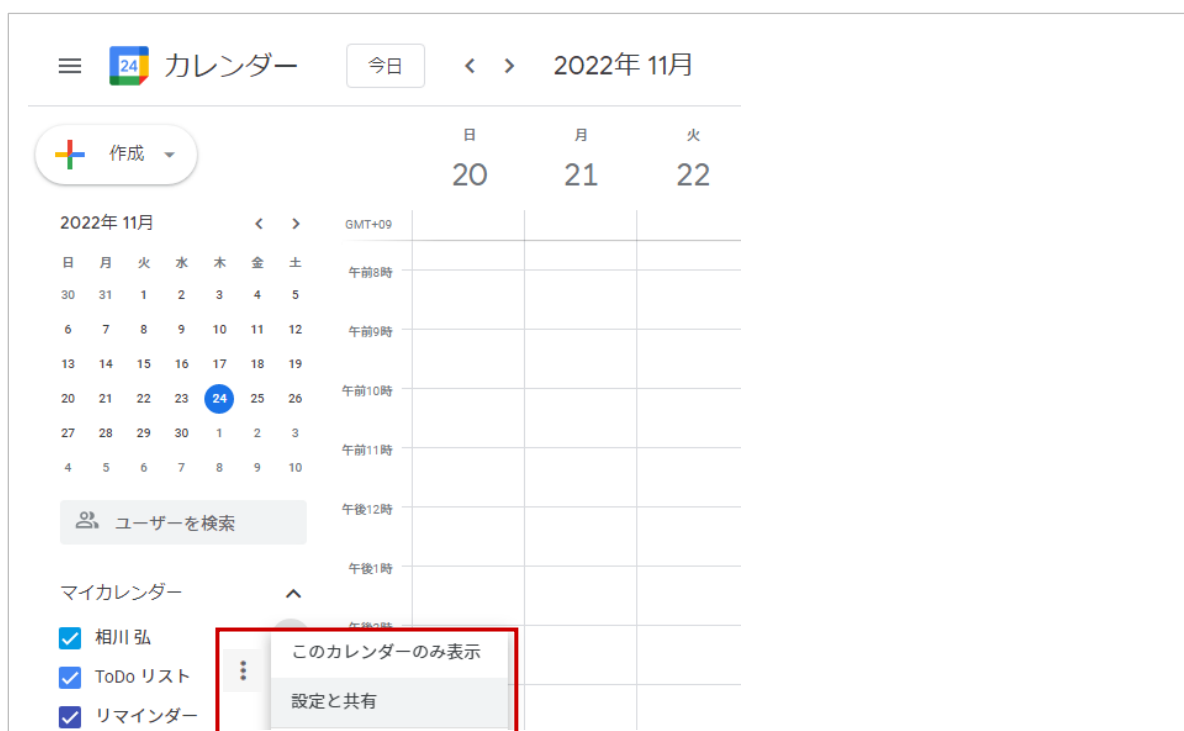 24 カレンダー 今日 2022年 11月
作成
日 月 火
20 21 22
2022年 11月
GMT+09
日 月 火 水 木 金 土
30 31 1 2 3 4 5
6 7 8 9 10 11 12
13 14 15 16 17 18 19
20 21 22 23 24 25 26
27 28 29 30 1 2 3
4 5 6 7 8 9 10
午前8時
午前9時
午前10時
午前11時
午後12時
午後1時
ユーザーを検索
マイカレンダー
相川 弘
ToDo リスト
リマインダー
このカレンダーのみ表示
設定と共有